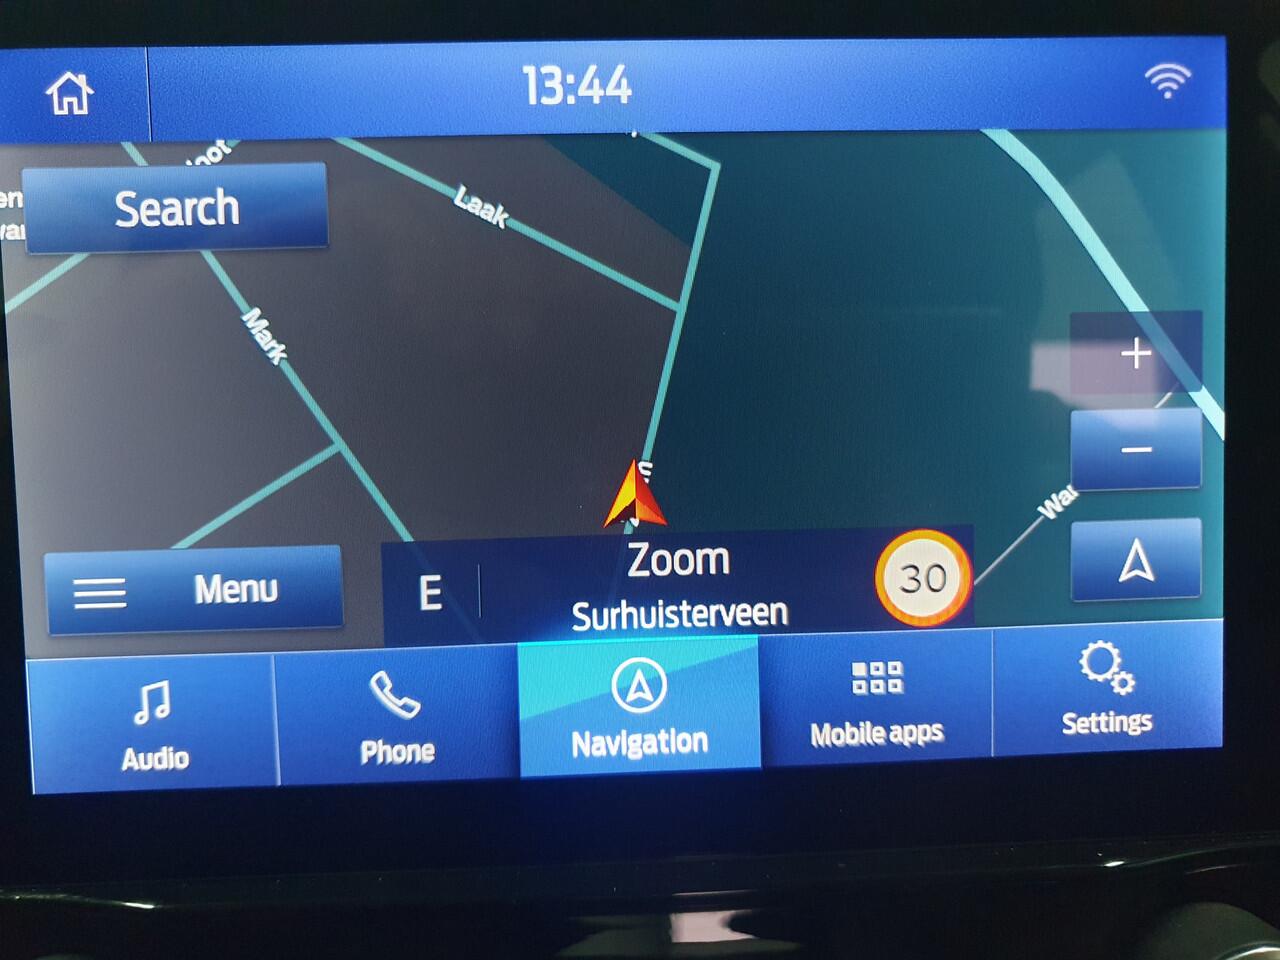 13:44
Search
Laak
Mark
Zoom
E
Surhuisterveen
30
Menu
Audio
Phone
Navigation
Mobile apps
Settings